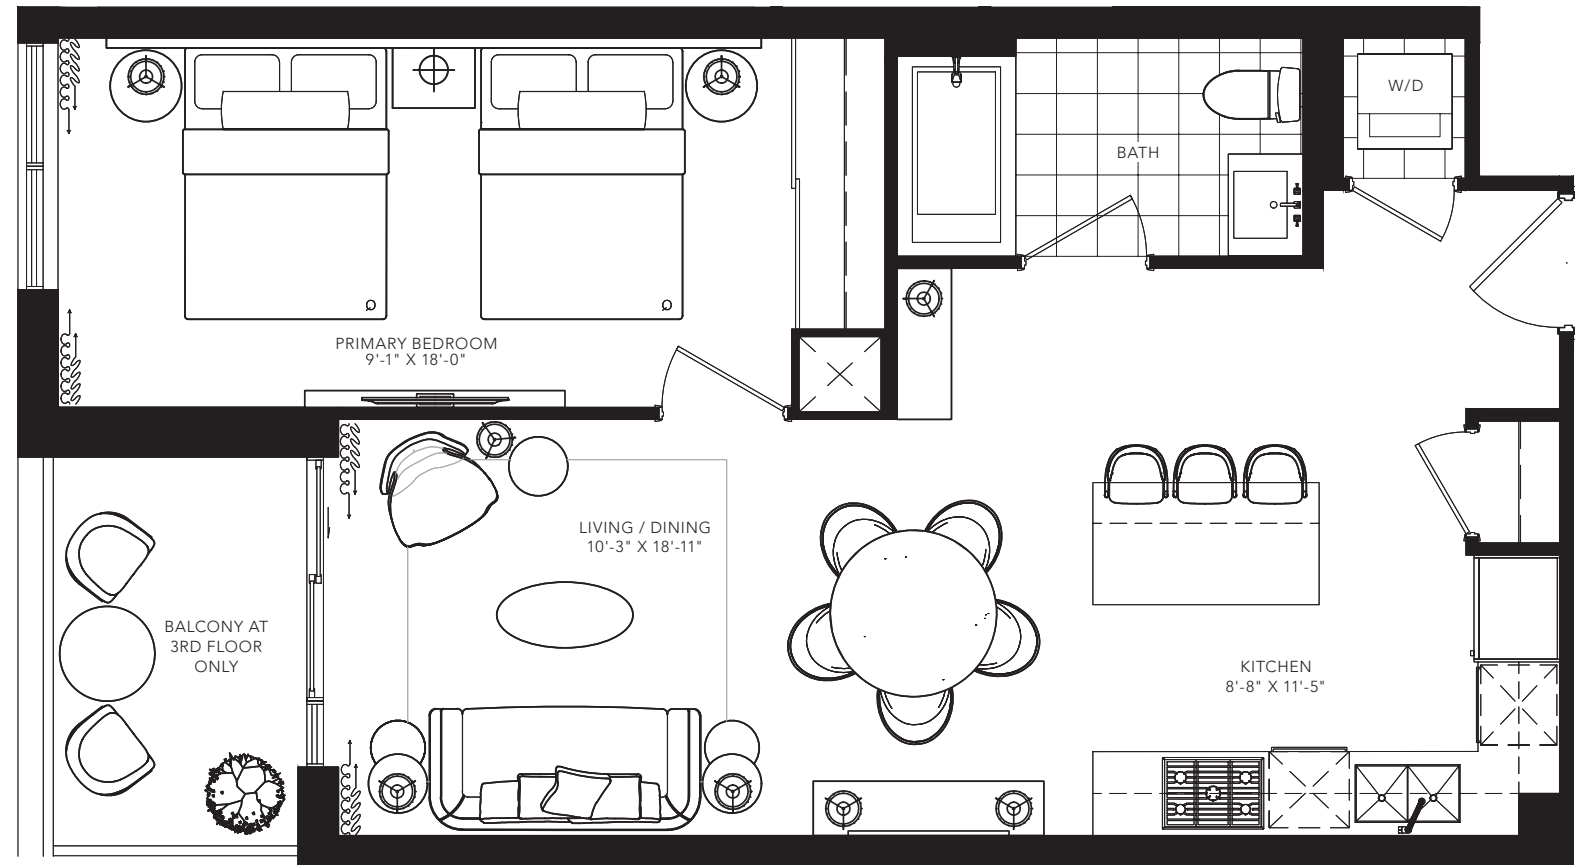 W/D
BATH
PRIMARY BEDROOM
9'-1" X 18'-0"
LIVING / DINING
10'-3" X 18'-11"
BALCONY AT
3RD FLOOR
ONLY
KITCHEN
8'-8" X 11'-5"